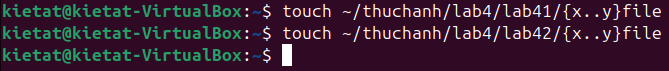 kietat@kietat-VirtualBox:~$ touch ~/thuchanh/lab4/lab41/{x..y}file
kietat@kietat-VirtualBox:~$ touch ~/thuchanh/lab4/lab42/{x..y}file
kietat@kietat-VirtualBox:~$